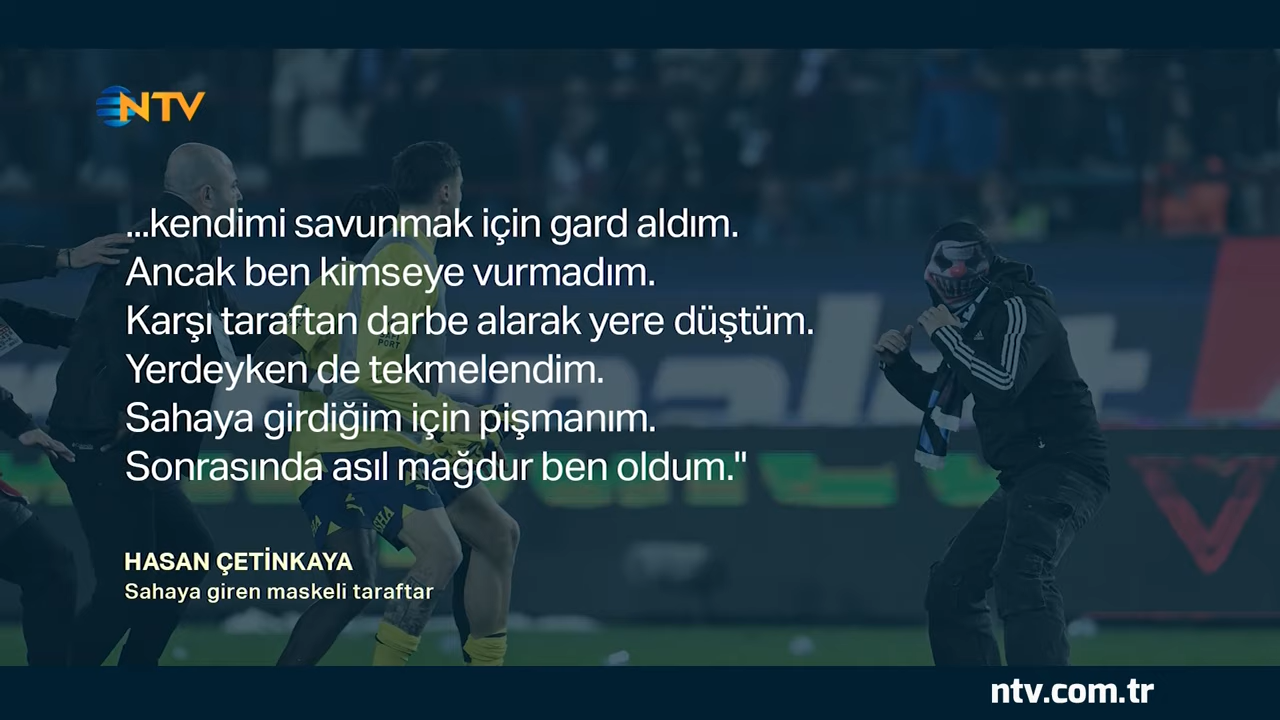 NTV
...kendimi savunmak için gard aldım.
Ancak ben kimseye vurmadım.
Karşı taraftan darbe alarak yere düştüm.
Yerdeyken de tekmelendim.
Sahaya girdiğim için pişmanım.
Sonrasında asıl mağdur ben oldum."
HASAN ÇETİNKAYA
Sahaya giren maskeli taraftar
ntv.com.tr
PORT
adidas